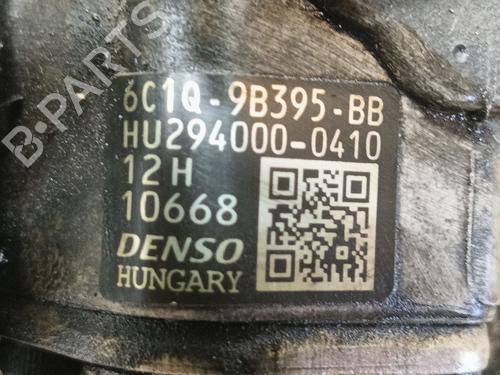 B-PARTS
6C1Q-9B395-BB
HU294000-0410
12H
10668
DENSO
HUNGARY